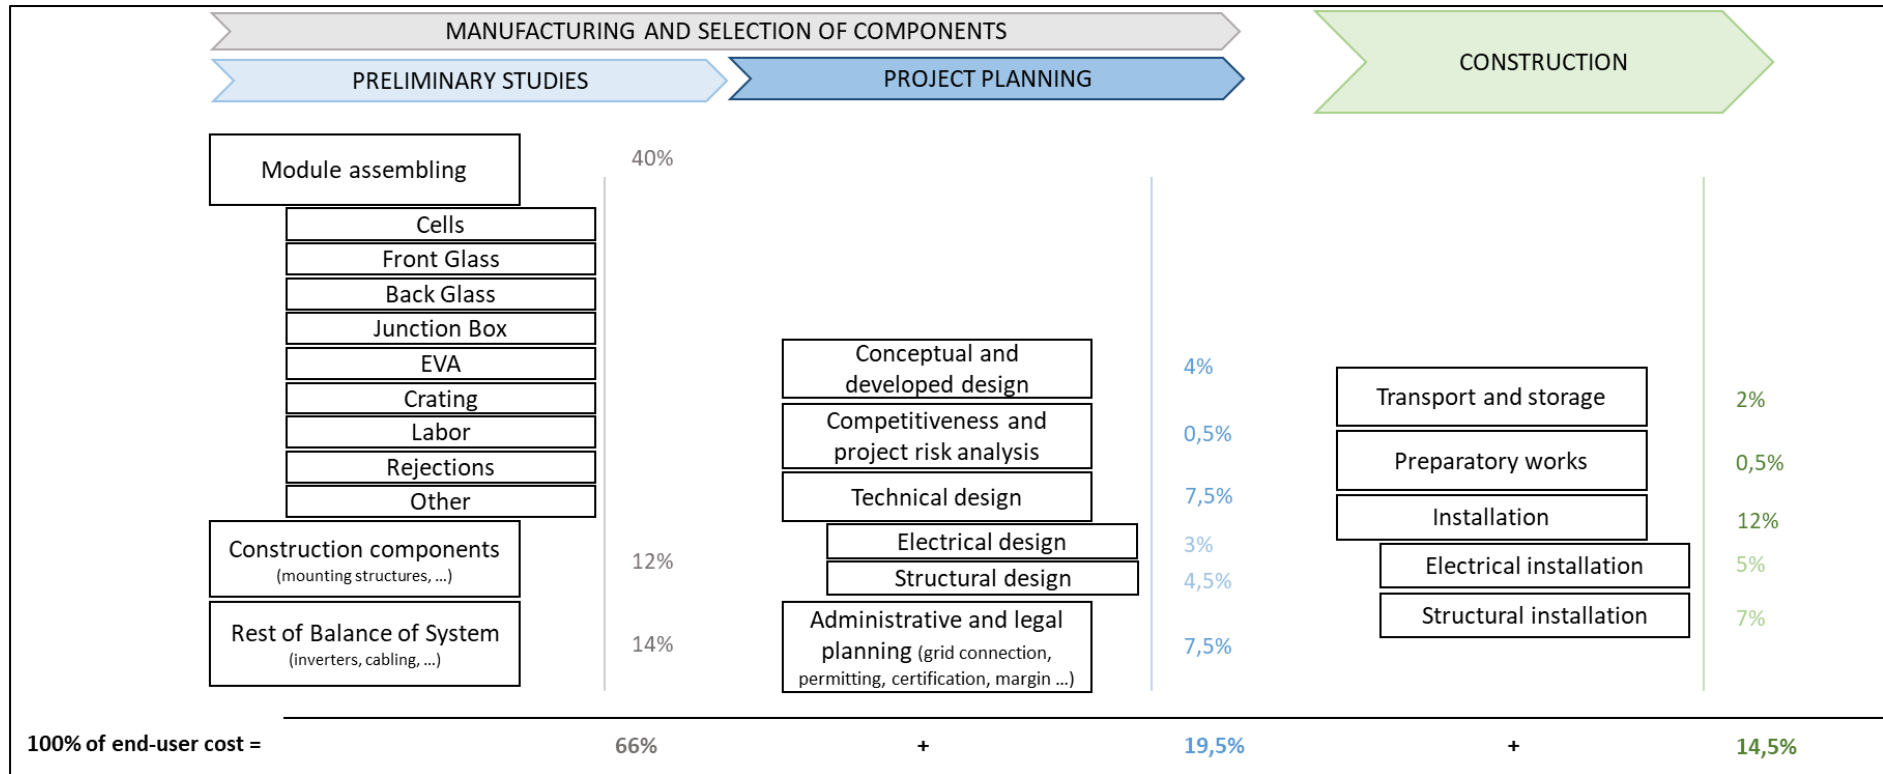 MANUFACTURING AND SELECTION OF COMPONENTS
PRELIMINARY STUDIES
PROJECT PLANNING
CONSTRUCTION
Module assembling
40%
Cells
Front Glass
Back Glass
Junction Box
EVA
Crating
Labor
Rejections
Other
Construction components
(mounting structures, ...)
12%
Rest of Balance of System
(inverters, cabling, ...)
14%
Conceptual and
developed design
4%
Competitiveness and
project risk analysis
0,5%
Technical design
7,5%
Electrical design
3%
Structural design
4,5%
Administrative and legal
planning (grid connection,
permitting, certification, margin ...)
7,5%
Transport and storage
2%
Preparatory works
0,5%
Installation
12%
Electrical installation
5%
Structural installation
7%
100% of end-user cost = 66% + 19,5% + 14,5%